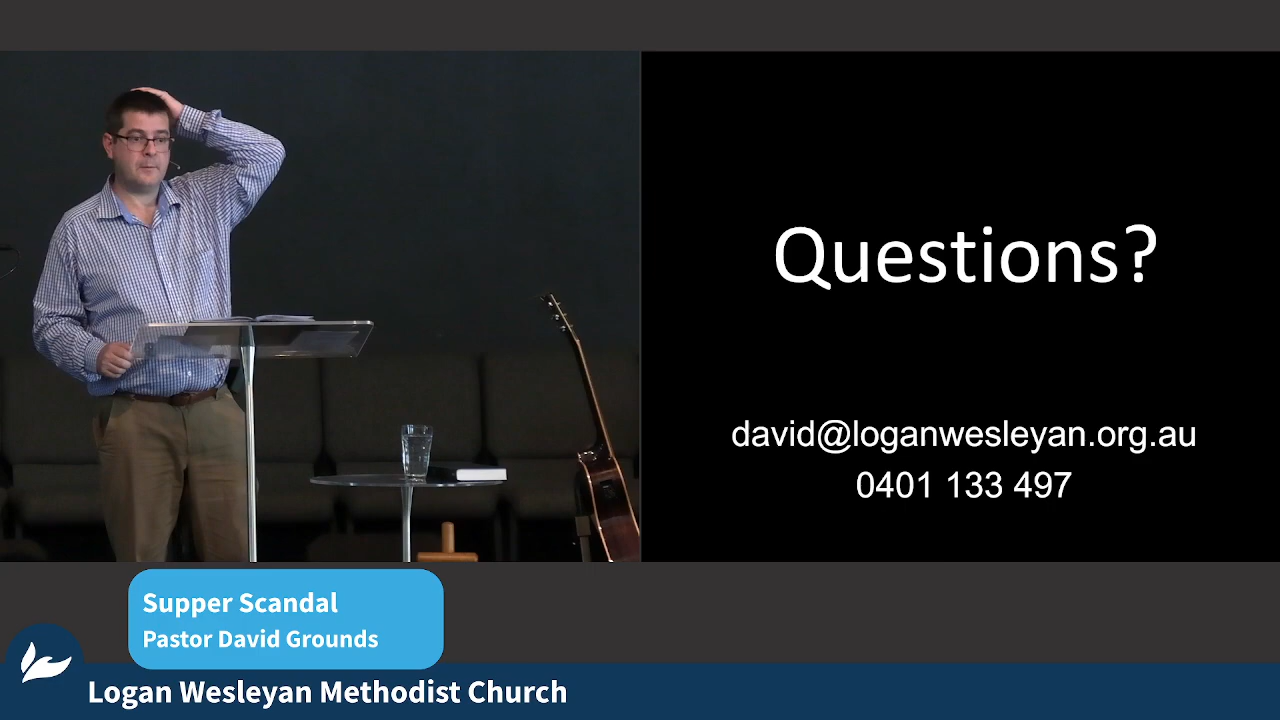 Questions?
david@loganwesleyan.org.au
0401 133 497
Supper Scandal
Pastor David Grounds
Logan Wesleyan Methodist Church